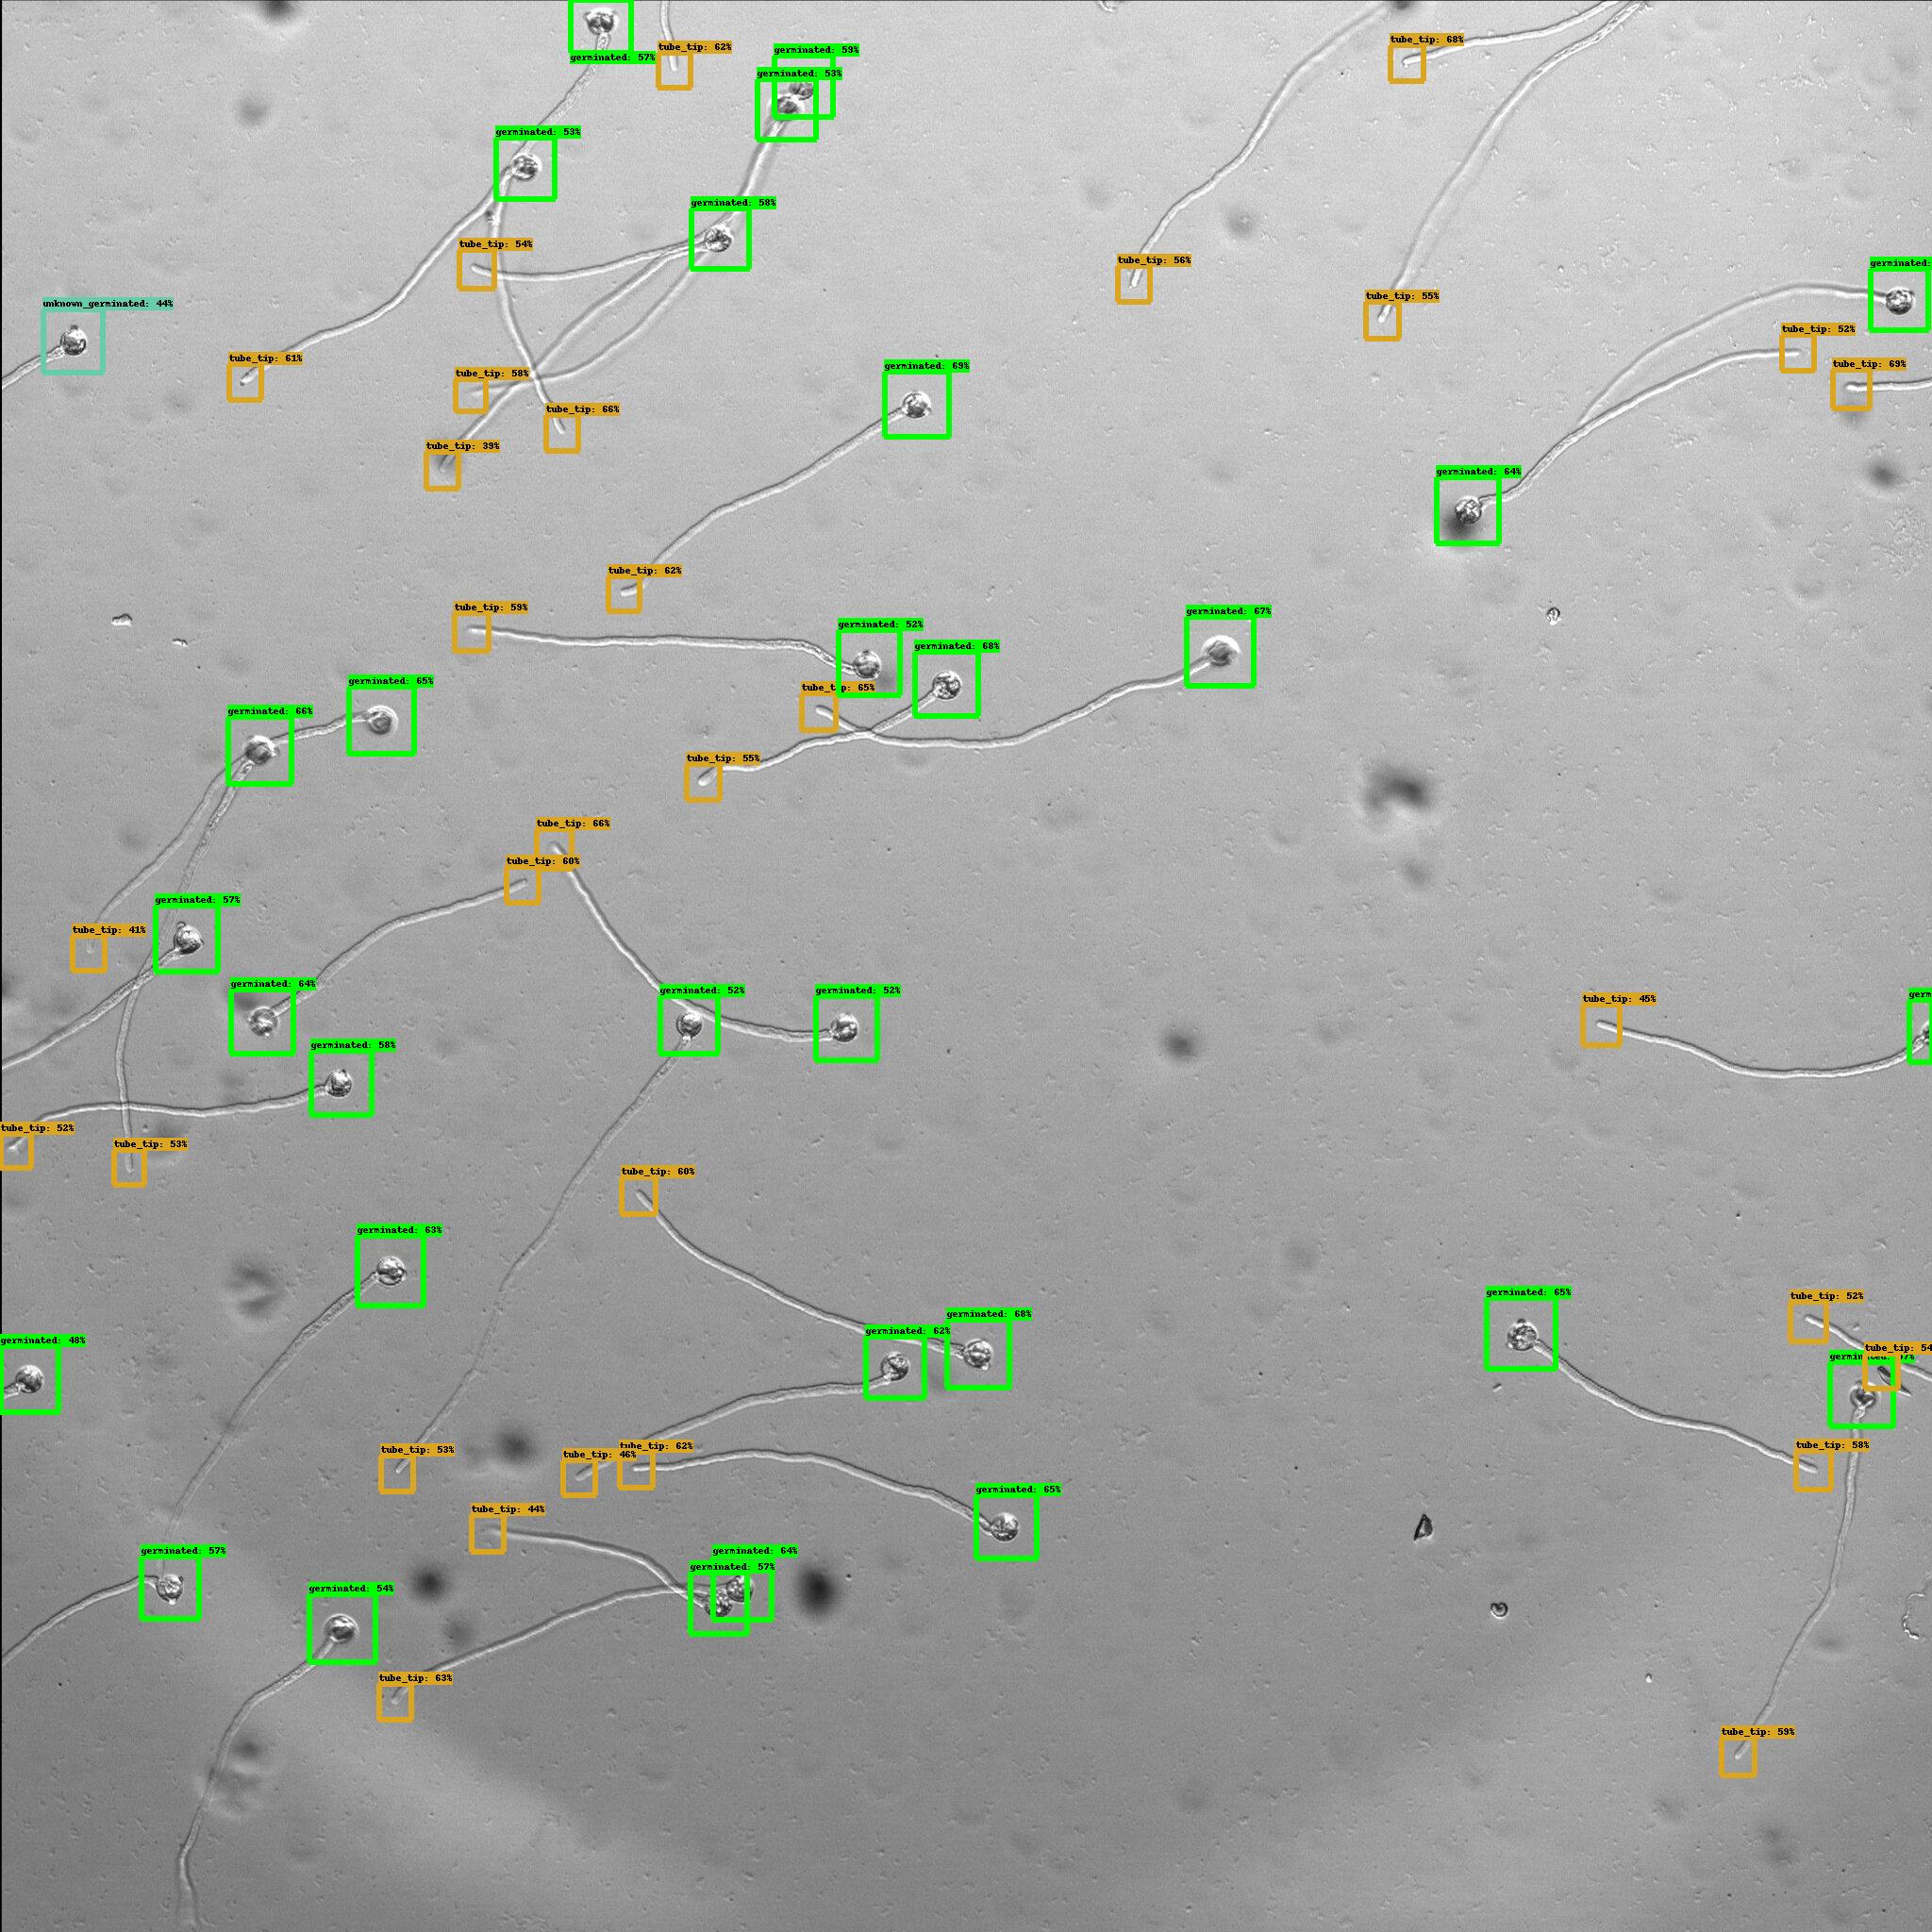 tube_tip: 68%
tube_tip: 62%
germinated: 59%
germinated: 57%
germinated: 53%
germinated: 53%
germinated: 58%
tube_tip: 54%
tube_tip: 56%
germinated:
tube_tip: 55%
unknown_germinated: 44%
tube_tip: 52%
tube_tip: 61%
tube_tip: 69%
germinated: 69%
tube_tip: 58%
tube_tip: 66%
tube_tip: 39%
germinated: 64%
tube_tip: 62%
tube_tip: 59%
germinated: 67%
germinated: 52%
germinated: 68%
germinated: 65%
tube_tip: 65%
germinated: 66%
tube_tip: 55%
tube_tip: 66%
tube_tip: 60%
germinated: 57%
tube_tip: 41%
germinated: 64%
germinated: 52%
germinated: 52%
germ
tube_tip: 45%
germinated: 58%
tube_tip: 52%
tube_tip: 53%
tube_tip: 60%
germinated: 63%
germinated: 65%
tube_tip: 52%
germinated: 68%
germinated: 62%
germinated: 48%
tube_tip: 54
tube_tip: 58%
tube_tip: 62%
tube_tip: 53%
tube_tip: 46%
germinated: 65%
tube_tip: 44%
germinated: 57%
germinated: 64%
germinated: 57%
germinated: 54%
tube_tip: 63%
tube_tip: 59%